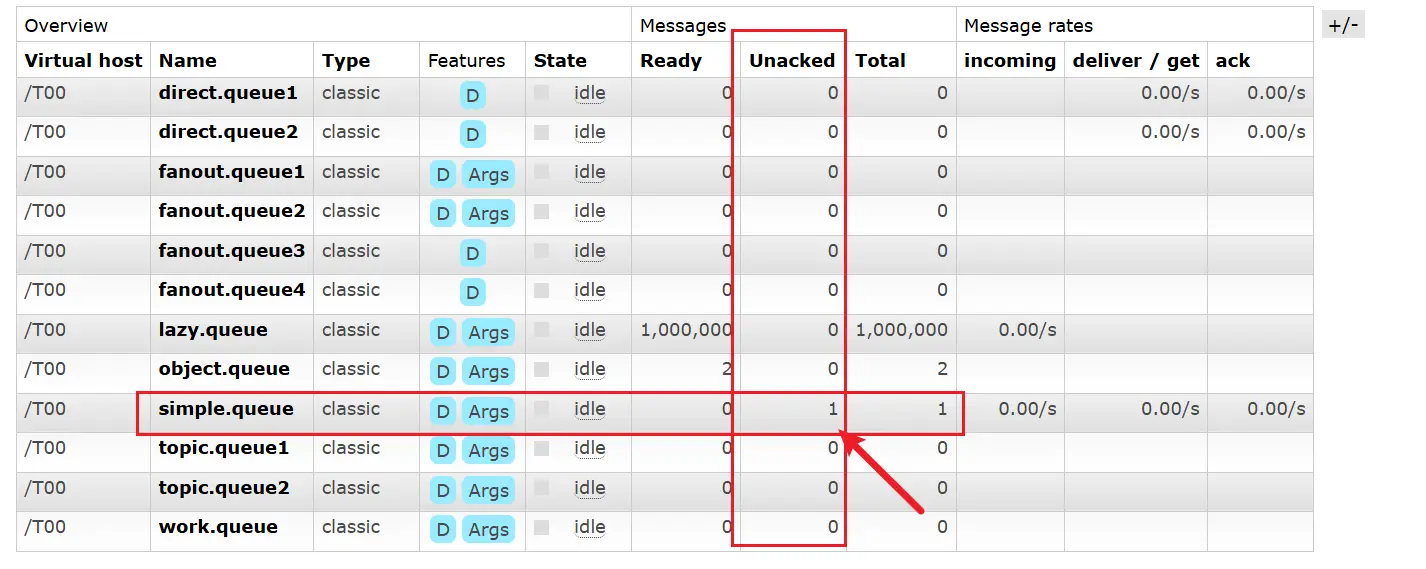 Overview Messages Message rates +/-
Virtual host Name Type Features State Ready Unacked Total incoming deliver / get ack
/T00 direct.queue1 classic D idle 0 0 0 0.00/s 0.00/s
/T00 direct.queue2 classic D idle 0 0 0 0.00/s 0.00/s
/T00 fanout.queue1 classic D Args idle 0 0 0
/T00 fanout.queue2 classic D Args idle 0 0 0
/T00 fanout.queue3 classic D idle 0 0 0
/T00 fanout.queue4 classic D idle 0 0 0
/T00 lazy.queue classic D Args idle 1,000,000 0 1,000,000 0.00/s
/T00 object.queue classic D Args idle 2 0 2
/T00 simple.queue classic D Args idle 0 1 1 0.00/s 0.00/s 0.00/s
/T00 topic.queue1 classic D Args idle 0 0 0
/T00 topic.queue2 classic D Args idle 0 0 0
/T00 work.queue classic D Args idle 0 0 0